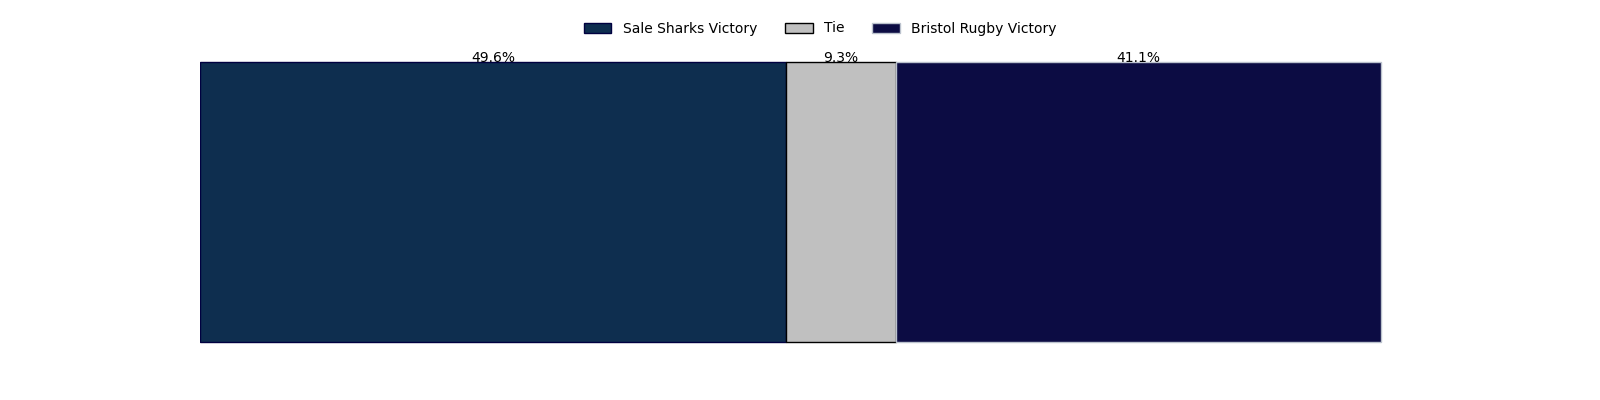 Sale Sharks Victory Tie Bristol Rugby Victory
49.6% 9.3% 41.1%